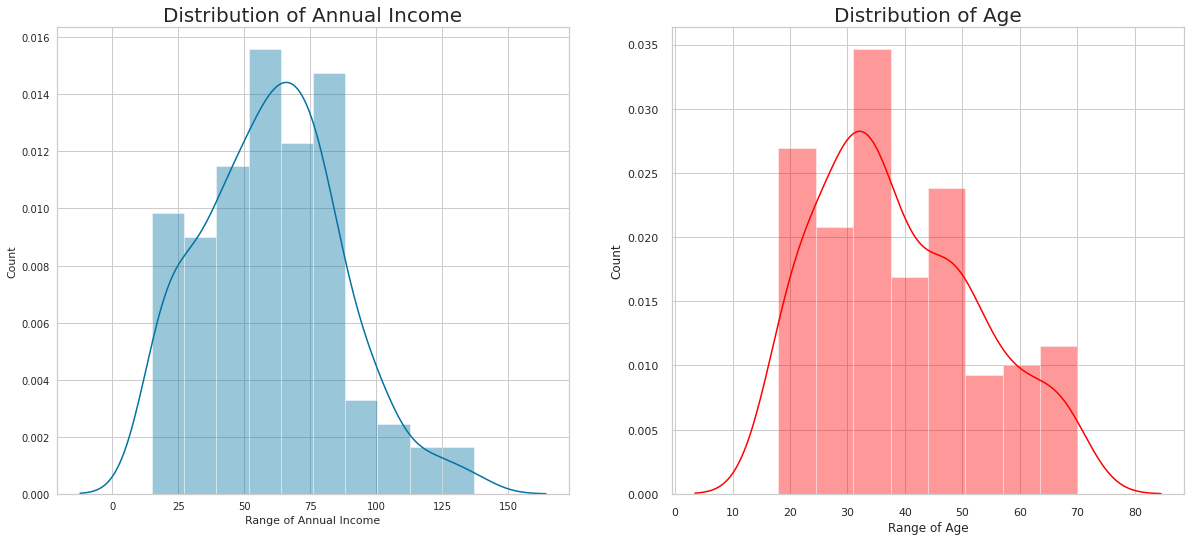 Distribution of Annual Income
0.016
0.014
0.012
0.010
0.008
0.006
0.004
0.002
0.000
Count
0 25 50 75 100 125 150
Range of Annual Income
Distribution of Age
0.035
0.030
0.025
0.020
0.015
0.010
0.005
0.000
Count
0 10 20 30 40 50 60 70 80
Range of Age